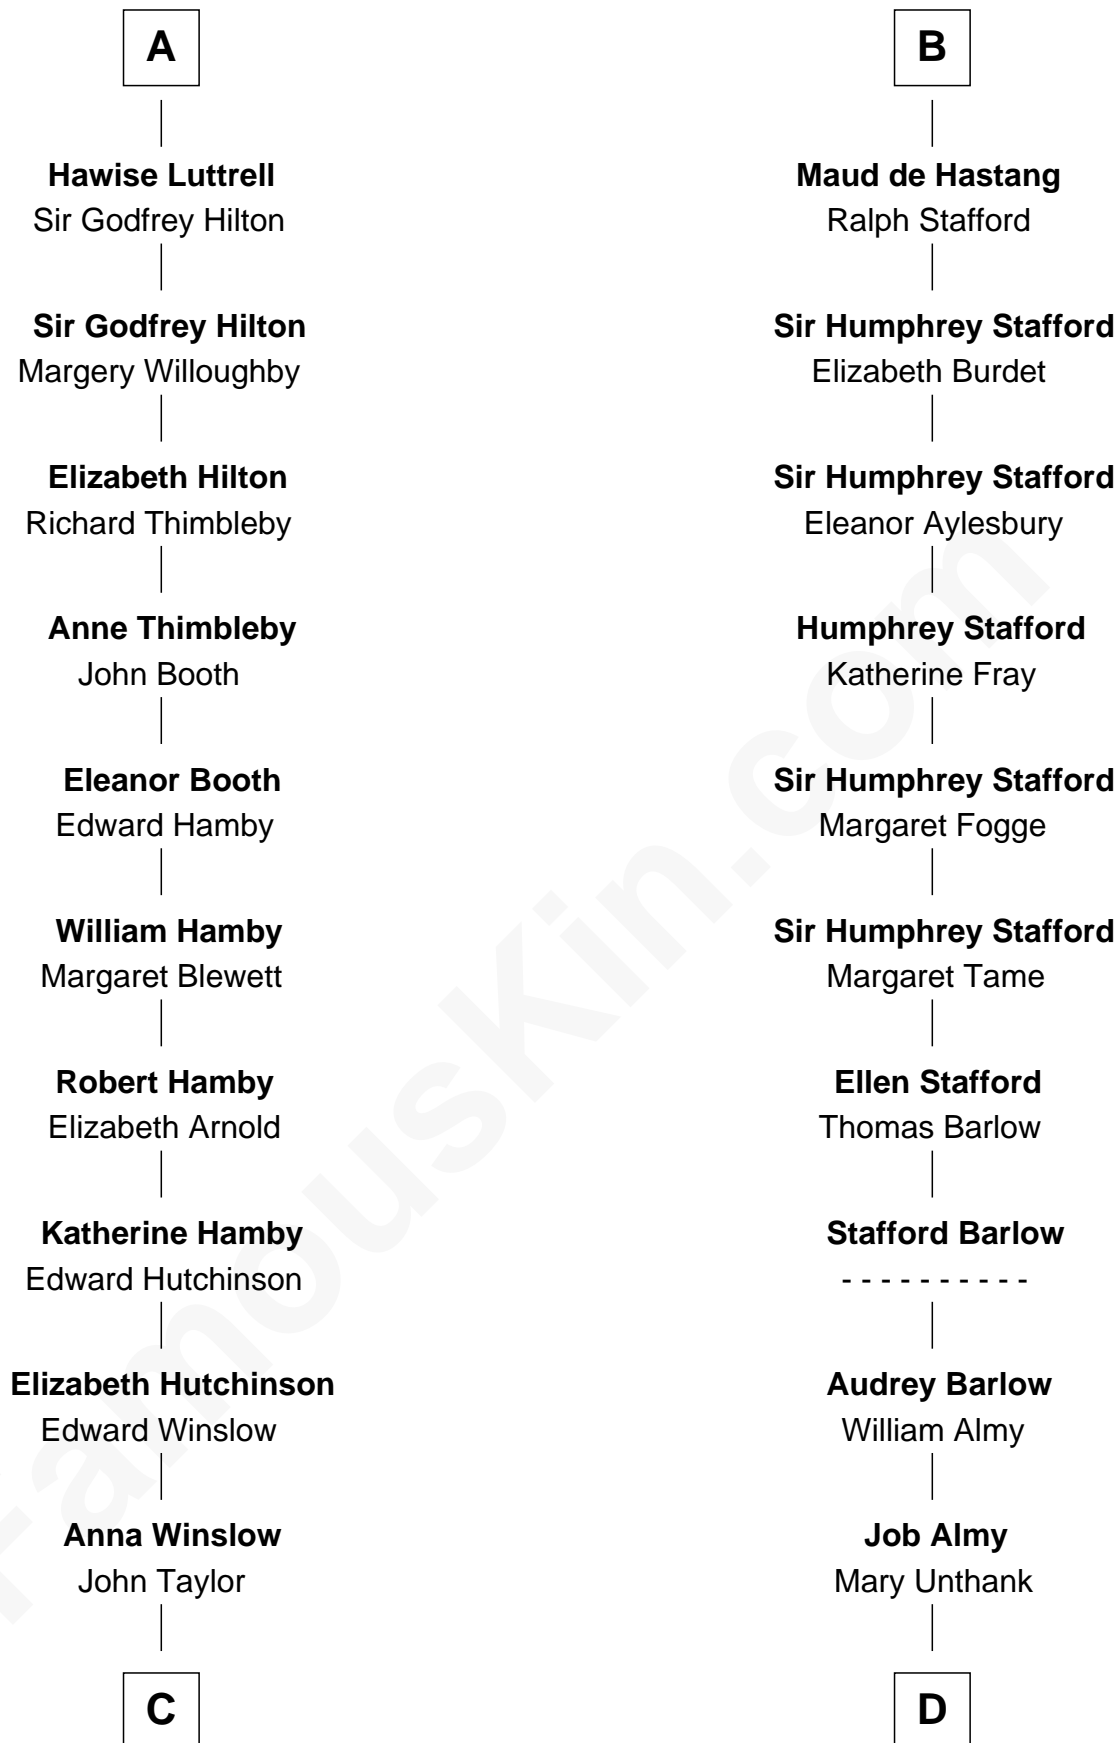 A
Hawise Luttrell
Sir Godfrey Hilton
Sir Godfrey Hilton
Margery Willoughby
Elizabeth Hilton
Richard Thimbleby
Anne Thimbleby
John Booth
Eleanor Booth
Edward Hamby
William Hamby
Margaret Blewett
Robert Hamby
Elizabeth Arnold
Katherine Hamby
Edward Hutchinson
Elizabeth Hutchinson
Edward Winslow
Anna Winslow
John Taylor
C
B
Maud de Hastang
Ralph Stafford
Sir Humphrey Stafford
Elizabeth Burdet
Sir Humphrey Stafford
Eleanor Aylesbury
Humphrey Stafford
Katherine Fray
Sir Humphrey Stafford
Margaret Fogge
Sir Humphrey Stafford
Margaret Tame
Ellen Stafford
Thomas Barlow
Stafford Barlow
- - - - - - - - - -
Audrey Barlow
William Almy
Job Almy
Mary Unthank
D
FamousKin.com